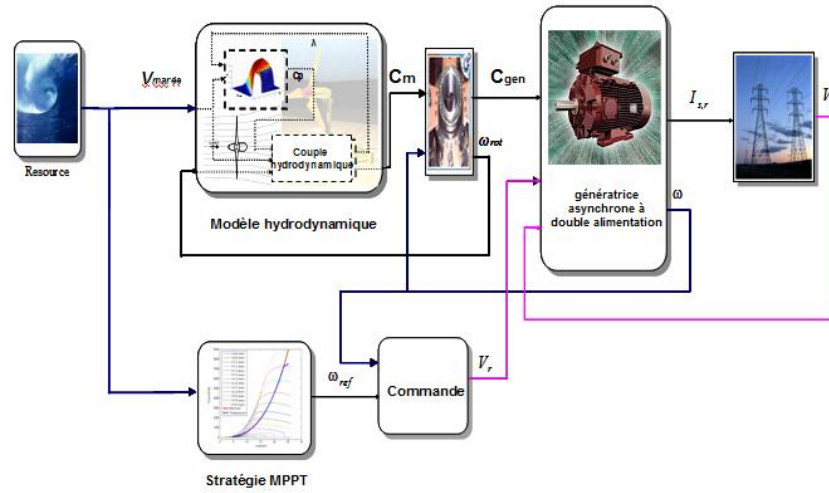 Resource
Vmarée
λ
Cp
Couple
hydrodynamique
Modèle hydrodynamique
Cm
Cgen
ωrot
génératrice
asynchrone à
double alimentation
Is,r
ω
V
Stratégie MPPT
ωref
Commande
Vr